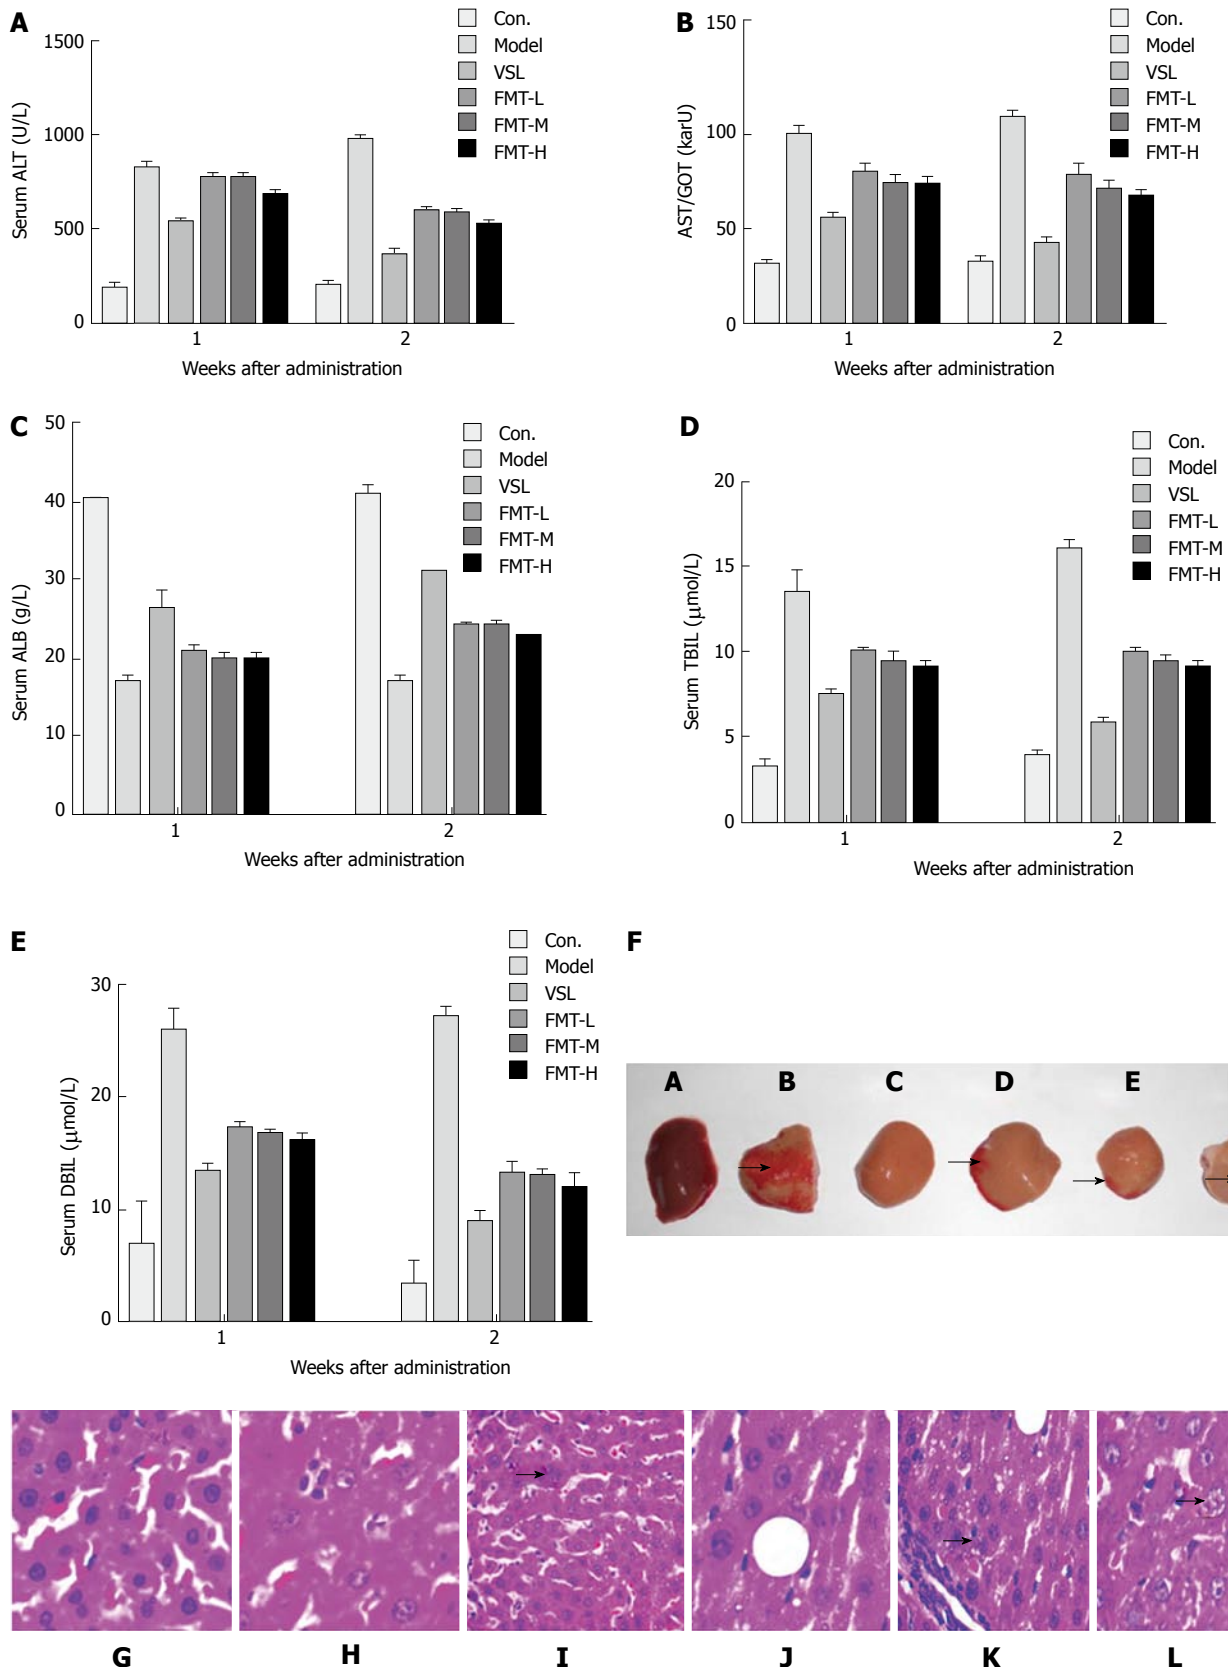 A
Con.
Model
VSL
FMT-L
FMT-M
FMT-H
1500
1000
500
0
Serum ALT (U/L)
1
2
Weeks after administration
B
Con.
Model
VSL
FMT-L
FMT-M
FMT-H
150
100
50
0
AST/GOT (karU)
1
2
Weeks after administration
C
Con.
Model
VSL
FMT-L
FMT-M
FMT-H
50
40
30
20
10
0
Serum ALB (g/L)
1
2
Weeks after administration
D
Con.
Model
VSL
FMT-L
FMT-M
FMT-H
20
15
10
5
0
Serum TBIL (μmol/L)
1
2
Weeks after administration
E
Con.
Model
VSL
FMT-L
FMT-M
FMT-H
30
20
10
0
Serum DBIL (μmol/L)
1
2
Weeks after administration
F
A B C D E
G H I J K L